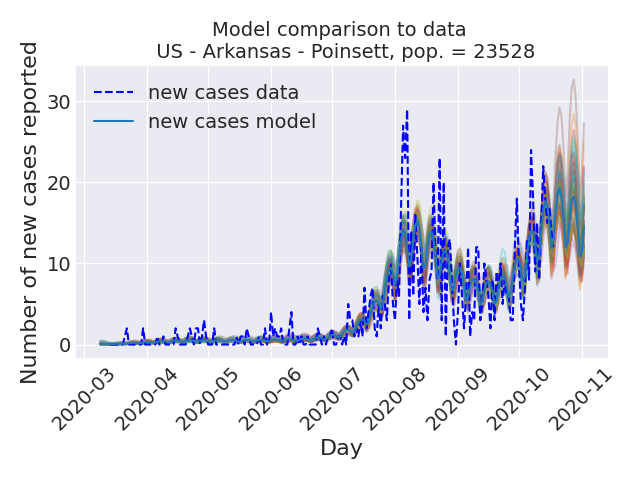 Model comparison to data
US - Arkansas - Poinsett, pop. = 23528
Number of new cases reported
new cases data
new cases model
30
20
10
0
2020-03
2020-04
2020-05
2020-06
2020-07
2020-08
2020-09
2020-10
2020-11
Day